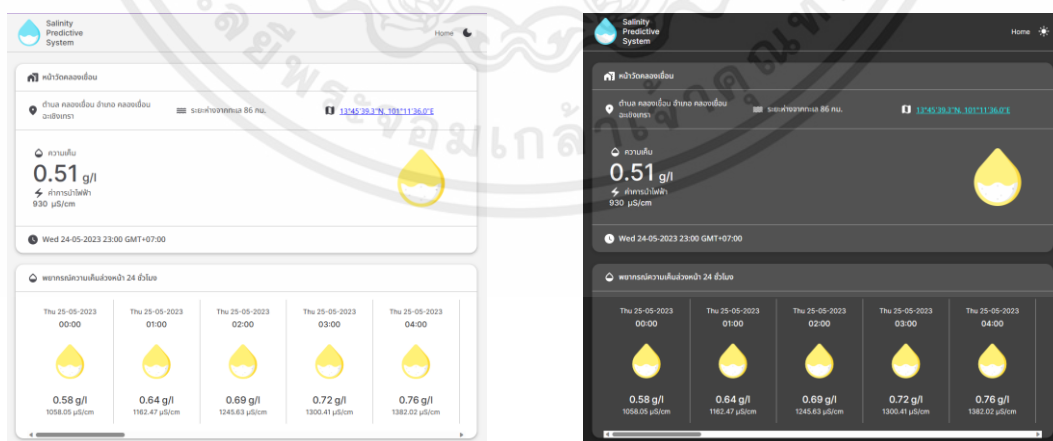 Salinity
Predictive
System
Home
หน้าวัดคลองเขื่อน
ตำบล คลองเขื่อน อำเภอ คลองเขื่อน
ฉะเชิงเทรา
ระยะห่างจากทะเล 86 กม.
13°45'39.3"N, 101°11'36.0"E
ความเค็ม
0.51 g/l
ค่าการนำไฟฟ้า
930 µS/cm
Wed 24-05-2023 23:00 GMT+07:00
พยากรณ์ความเค็มล่วงหน้า 24 ชั่วโมง
Thu 25-05-2023 Thu 25-05-2023 Thu 25-05-2023 Thu 25-05-2023 Thu 25-05-2023
00:00 01:00 02:00 03:00 04:00
0.58 g/l 0.64 g/l 0.69 g/l 0.72 g/l 0.76 g/l
1058.05 µS/cm 1162.47 µS/cm 1245.63 µS/cm 1300.41 µS/cm 1382.02 µS/cm
Salinity
Predictive
System
Home
หน้าวัดคลองเขื่อน
ตำบล คลองเขื่อน อำเภอ คลองเขื่อน
ฉะเชิงเทรา
ระยะห่างจากทะเล 86 กม.
13°45'39.3"N, 101°11'36.0"E
ความเค็ม
0.51 g/l
ค่าการนำไฟฟ้า
930 µS/cm
Wed 24-05-2023 23:00 GMT+07:00
พยากรณ์ความเค็มล่วงหน้า 24 ชั่วโมง
Thu 25-05-2023 Thu 25-05-2023 Thu 25-05-2023 Thu 25-05-2023 Thu 25-05-2023
00:00 01:00 02:00 03:00 04:00
0.58 g/l 0.64 g/l 0.69 g/l 0.72 g/l 0.76 g/l
1058.05 µS/cm 1162.47 µS/cm 1245.63 µS/cm 1300.41 µS/cm 1382.02 µS/cm